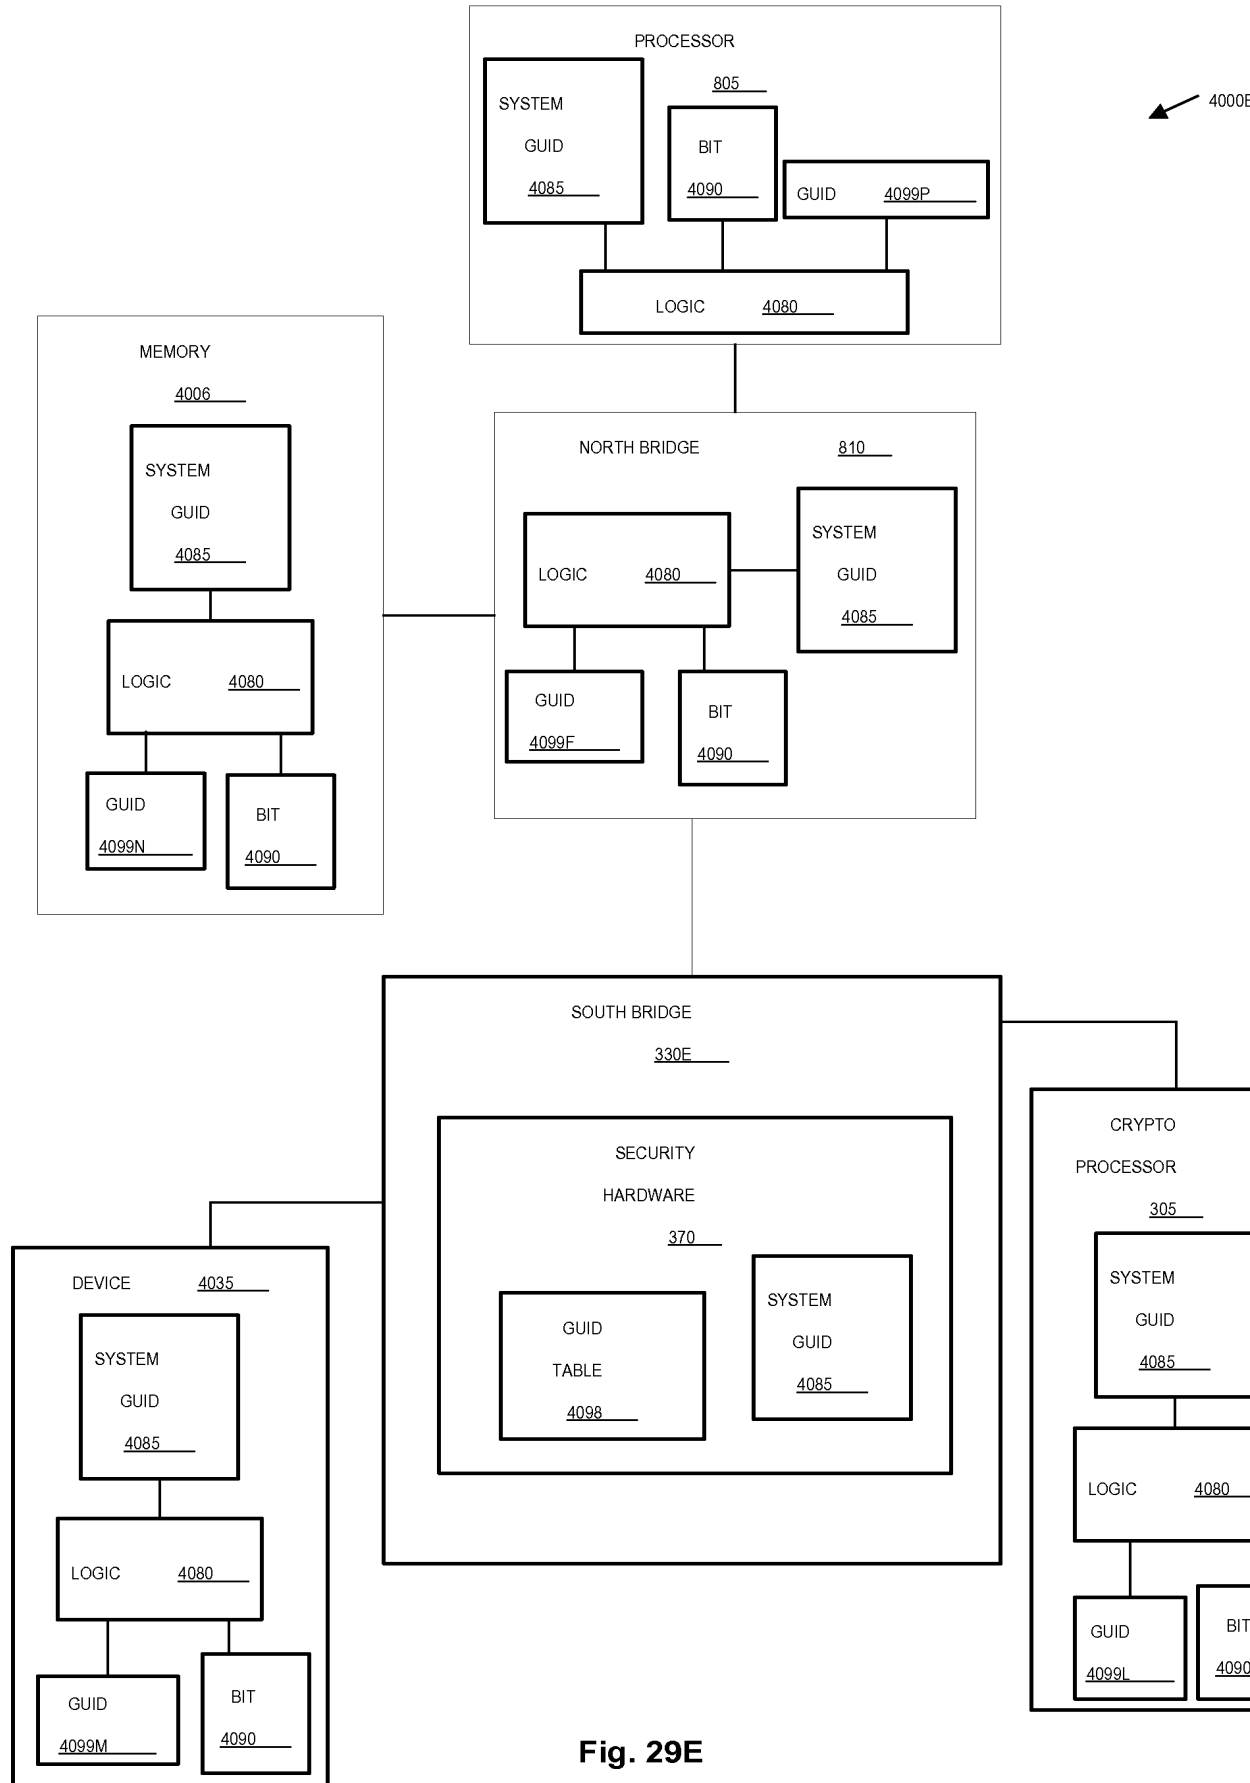 PROCESSOR
805
4000E
SYSTEM
GUID
4085
BIT
4090
GUID 4099P
LOGIC 4080
MEMORY
4006
SYSTEM
GUID
4085
LOGIC 4080
GUID
4099N
BIT
4090
NORTH BRIDGE 810
LOGIC 4080
SYSTEM
GUID
4085
GUID
4099F
BIT
4090
SOUTH BRIDGE
330E
SECURITY
HARDWARE
370
GUID
TABLE
4098
SYSTEM
GUID
4085
CRYPTO
PROCESSOR
305
SYSTEM
GUID
4085
LOGIC 4080
GUID
4099L
BIT
4090
DEVICE 4035
SYSTEM
GUID
4085
LOGIC 4080
GUID
4099M
BIT
4090
Fig. 29E